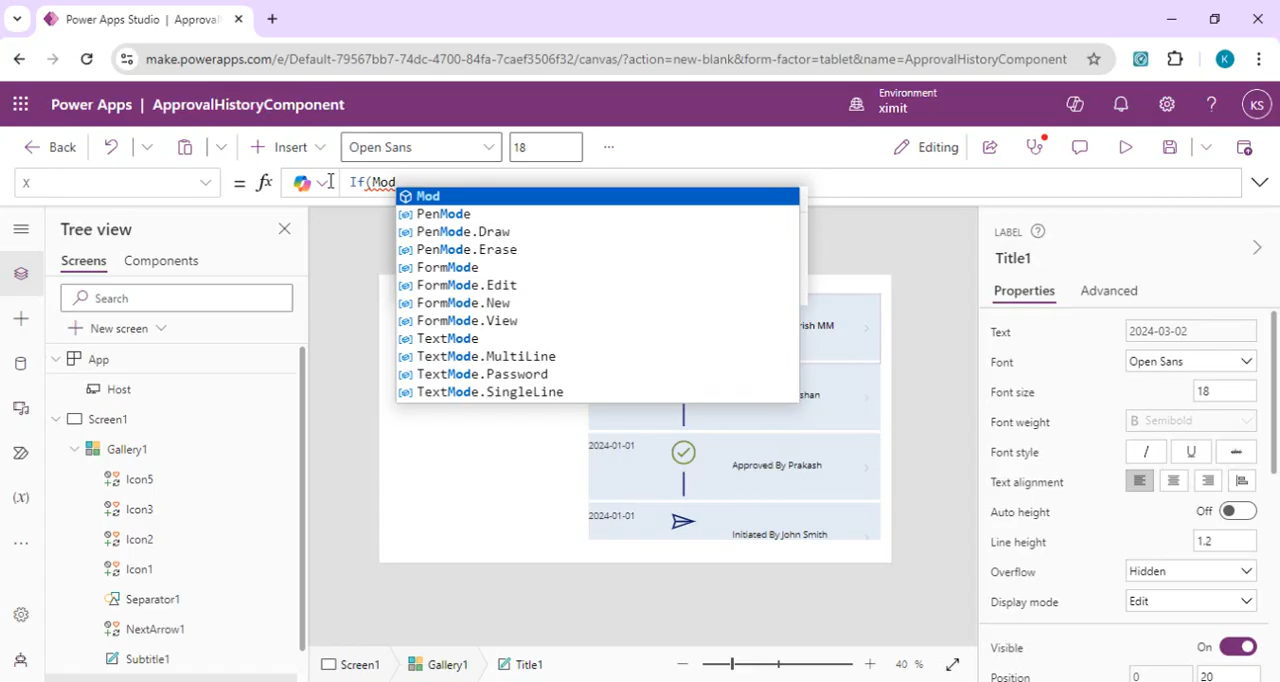 Power Apps Studio | Approval
make.powerapps.com/e/Default-79567bb7-74dc-4700-84fa-7caef3506f32/canvas/?action=new-blank&form-factor=tablet&name=ApprovalHistoryComponent
K
Power Apps | ApprovalHistoryComponent
Environment
ximit
KS
Back
Insert
Open Sans
18
...
Editing
X
= fx
If(Mod
Mod
PenMode
PenMode.Draw
PenMode.Erase
FormMode
FormMode.Edit
FormMode.New
FormMode.View
TextMode
TextMode.MultiLine
TextMode.Password
TextMode.SingleLine
Tree view
Screens
Components
Search
New screen
App
Host
Screen1
Gallery1
Icon5
Icon3
Icon2
Icon1
Separator1
NextArrow1
Subtitle1
rish MM
shan
2024-01-01
Approved By Prakash
2024-01-01
Initiated By John Smith
Screen1
Gallery1
Title1
40 %
LABEL
Title1
Properties
Advanced
Text
2024-03-02
Font
Open Sans
Font size
18
Font weight
B Semibold
Font style
Text alignment
Auto height
Off
Line height
1.2
Overflow
Hidden
Display mode
Edit
Visible
On
Position
0
20